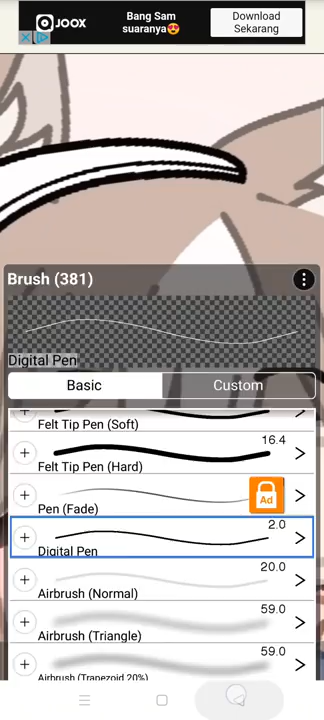 JOOX
Bang Sam
suaranya😍
Download
Sekarang
Brush (381)
Digital Pen
Basic
Custom
Felt Tip Pen (Soft)
16.4
Felt Tip Pen (Hard)
Ad
Pen (Fade)
2.0
Digital Pen
20.0
Airbrush (Normal)
59.0
Airbrush (Triangle)
59.0
Airbrush (Trapezoid 20%)